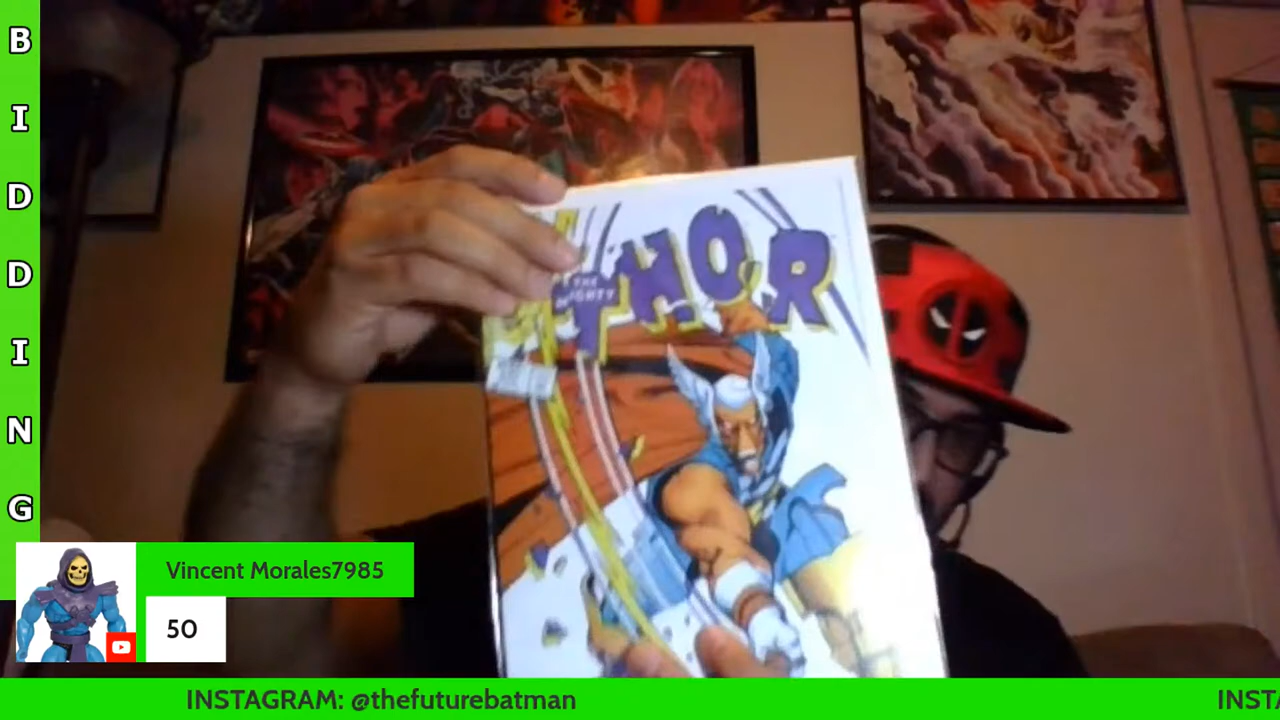 B
I
D
D
I
N
G
THE
MIGHTY
THOR
Vincent Morales7985
50
INSTAGRAM: @thefuturebatman
INSTA